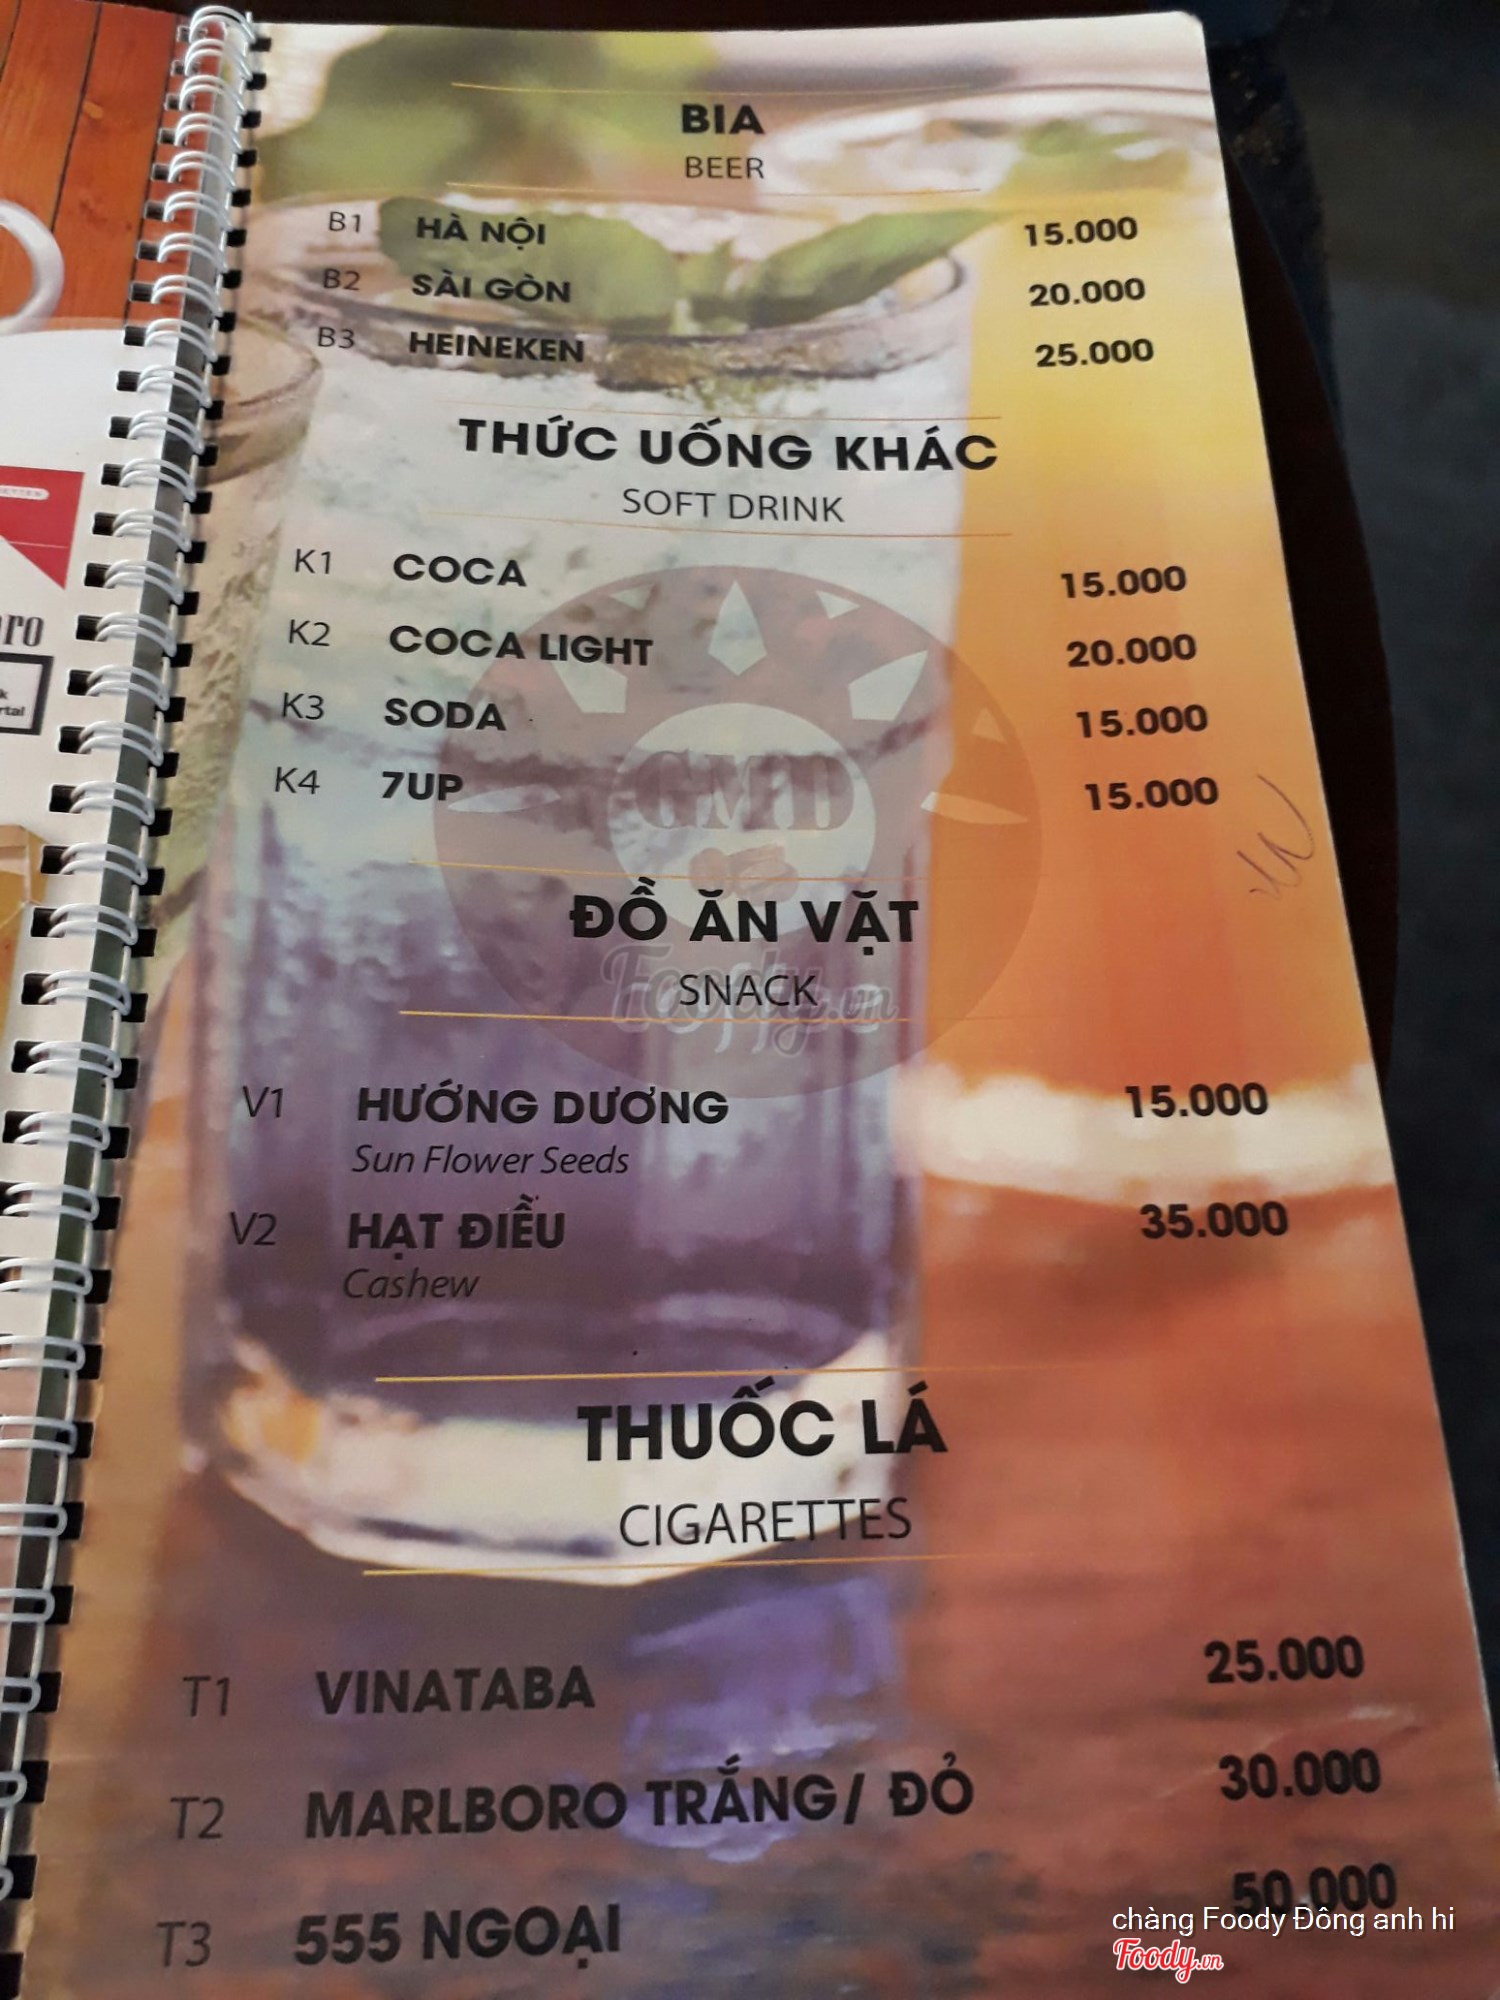 BIA
BEER
B1 HÀ NỘI 15.000
B2 SÀI GÒN 20.000
B3 HEINEKEN 25.000
THỨC UỐNG KHÁC
SOFT DRINK
K1 COCA 15.000
K2 COCA LIGHT 20.000
K3 SODA 15.000
K4 7UP 15.000
GMD
ĐỒ ĂN VẶT
SNACK
Foody.vn
V1 HƯỚNG DƯƠNG 15.000
Sun Flower Seeds
V2 HẠT ĐIỀU 35.000
Cashew
THUỐC LÁ
CIGARETTES
T1 VINATABA 25.000
T2 MARLBORO TRẮNG/ ĐỎ 30.000
T3 555 NGOẠI 50.000
chàng Foody Đông anh hi
Foody.vn